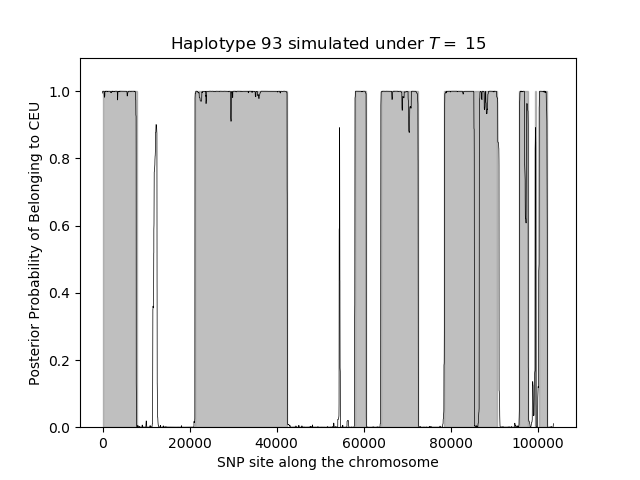 Haplotype 93 simulated under T = 15
Posterior Probability of Belonging to CEU
1.0
0.8
0.6
0.4
0.2
0.0
0 20000 40000 60000 80000 100000
SNP site along the chromosome